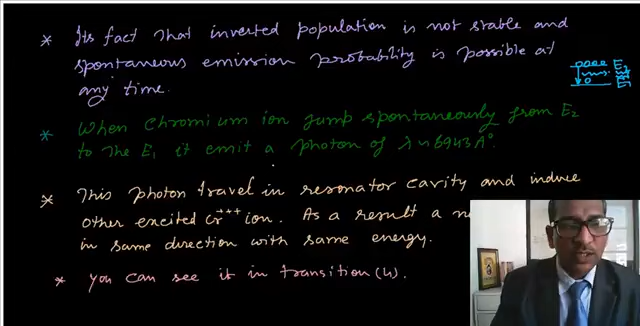 * Its fact that inverted population is not stable and
spontaneous emission probability is possible at
any time.
E2
E1
* When Chromium ion Jump spontaneously from E2
to the E1 it emit a photon of λ ~ 6943 A°.
* This photon travel in resonator cavity and induce
other excited Cr+++ ion. As a result a
in same direction with same energy.
* You can see it in transition (4).